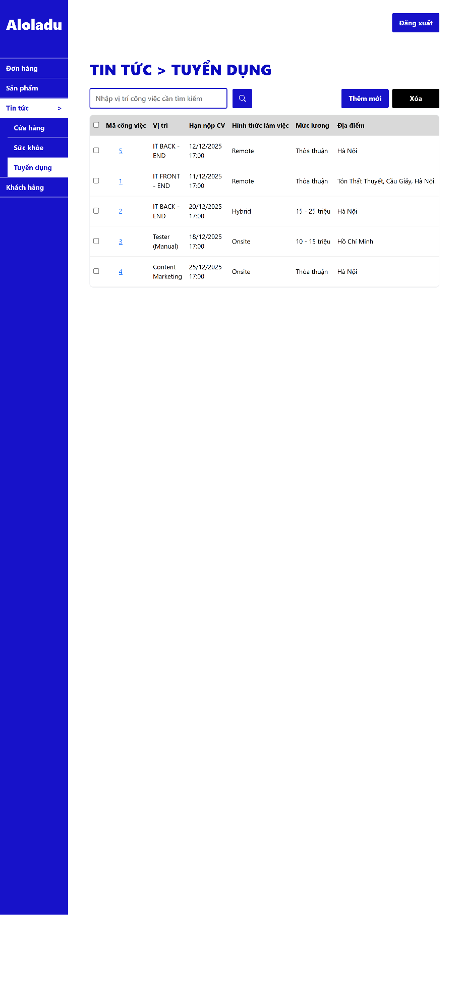 Aloladu
Đăng xuất
Đơn hàng
Sản phẩm
Tin tức >
Cửa hàng
Sức khỏe
Tuyển dụng
Khách hàng
TIN TỨC > TUYỂN DỤNG
Nhập vị trí công việc cần tìm kiếm
Thêm mới
Xóa
Mã công việc Vị trí Hạn nộp CV Hình thức làm việc Mức lương Địa điểm
5 IT BACK - END 12/12/2025 17:00 Remote Thỏa thuận Hà Nội
1 IT FRONT - END 11/12/2025 17:00 Remote Thỏa thuận Tôn Thất Thuyết, Cầu Giấy, Hà Nội.
2 IT BACK - END 20/12/2025 17:00 Hybrid 15 - 25 triệu Hà Nội
3 Tester (Manual) 18/12/2025 17:00 Onsite 10 - 15 triệu Hồ Chí Minh
4 Content Marketing 25/12/2025 17:00 Onsite Thỏa thuận Hà Nội